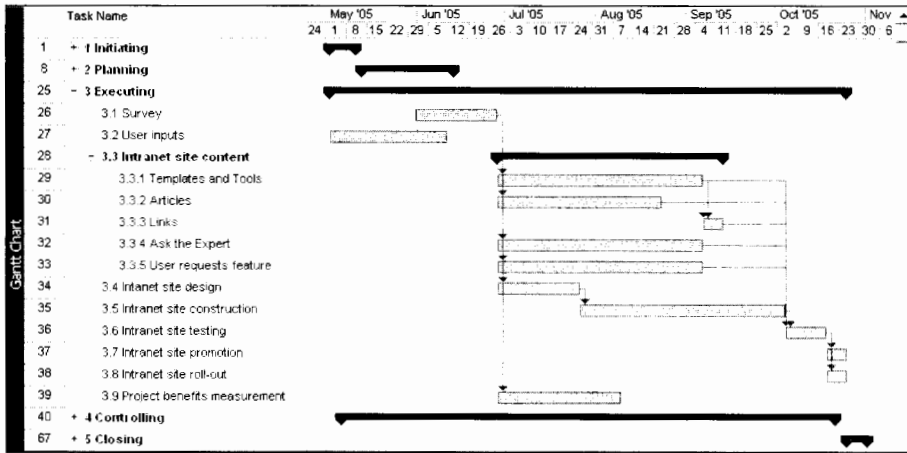 Task Name May '05 Jun '05 Jul '05 Aug '05 Sep '05 Oct '05 Nov
24 1 8 15 22 29 5 12 19 26 3 10 17 24 31 7 14 21 28 4 11 18 25 2 9 16 23 30 6
1 + 1 Initiating
8 + 2 Planning
25 - 3 Executing
26 3.1 Survey
27 3.2 User inputs
28 - 3.3 Intranet site content
29 3.3.1 Templates and Tools
30 3.3.2 Articles
31 3.3.3 Links
32 3.3.4 Ask the Expert
33 3.3.5 User requests feature
34 3.4 Intanet site design
35 3.5 Intranet site construction
36 3.6 Intranet site testing
37 3.7 Intranet site promotion
38 3.8 Intranet site roll-out
39 3.9 Project benefits measurement
40 + 4 Controlling
67 + 5 Closing
Gantt Chart